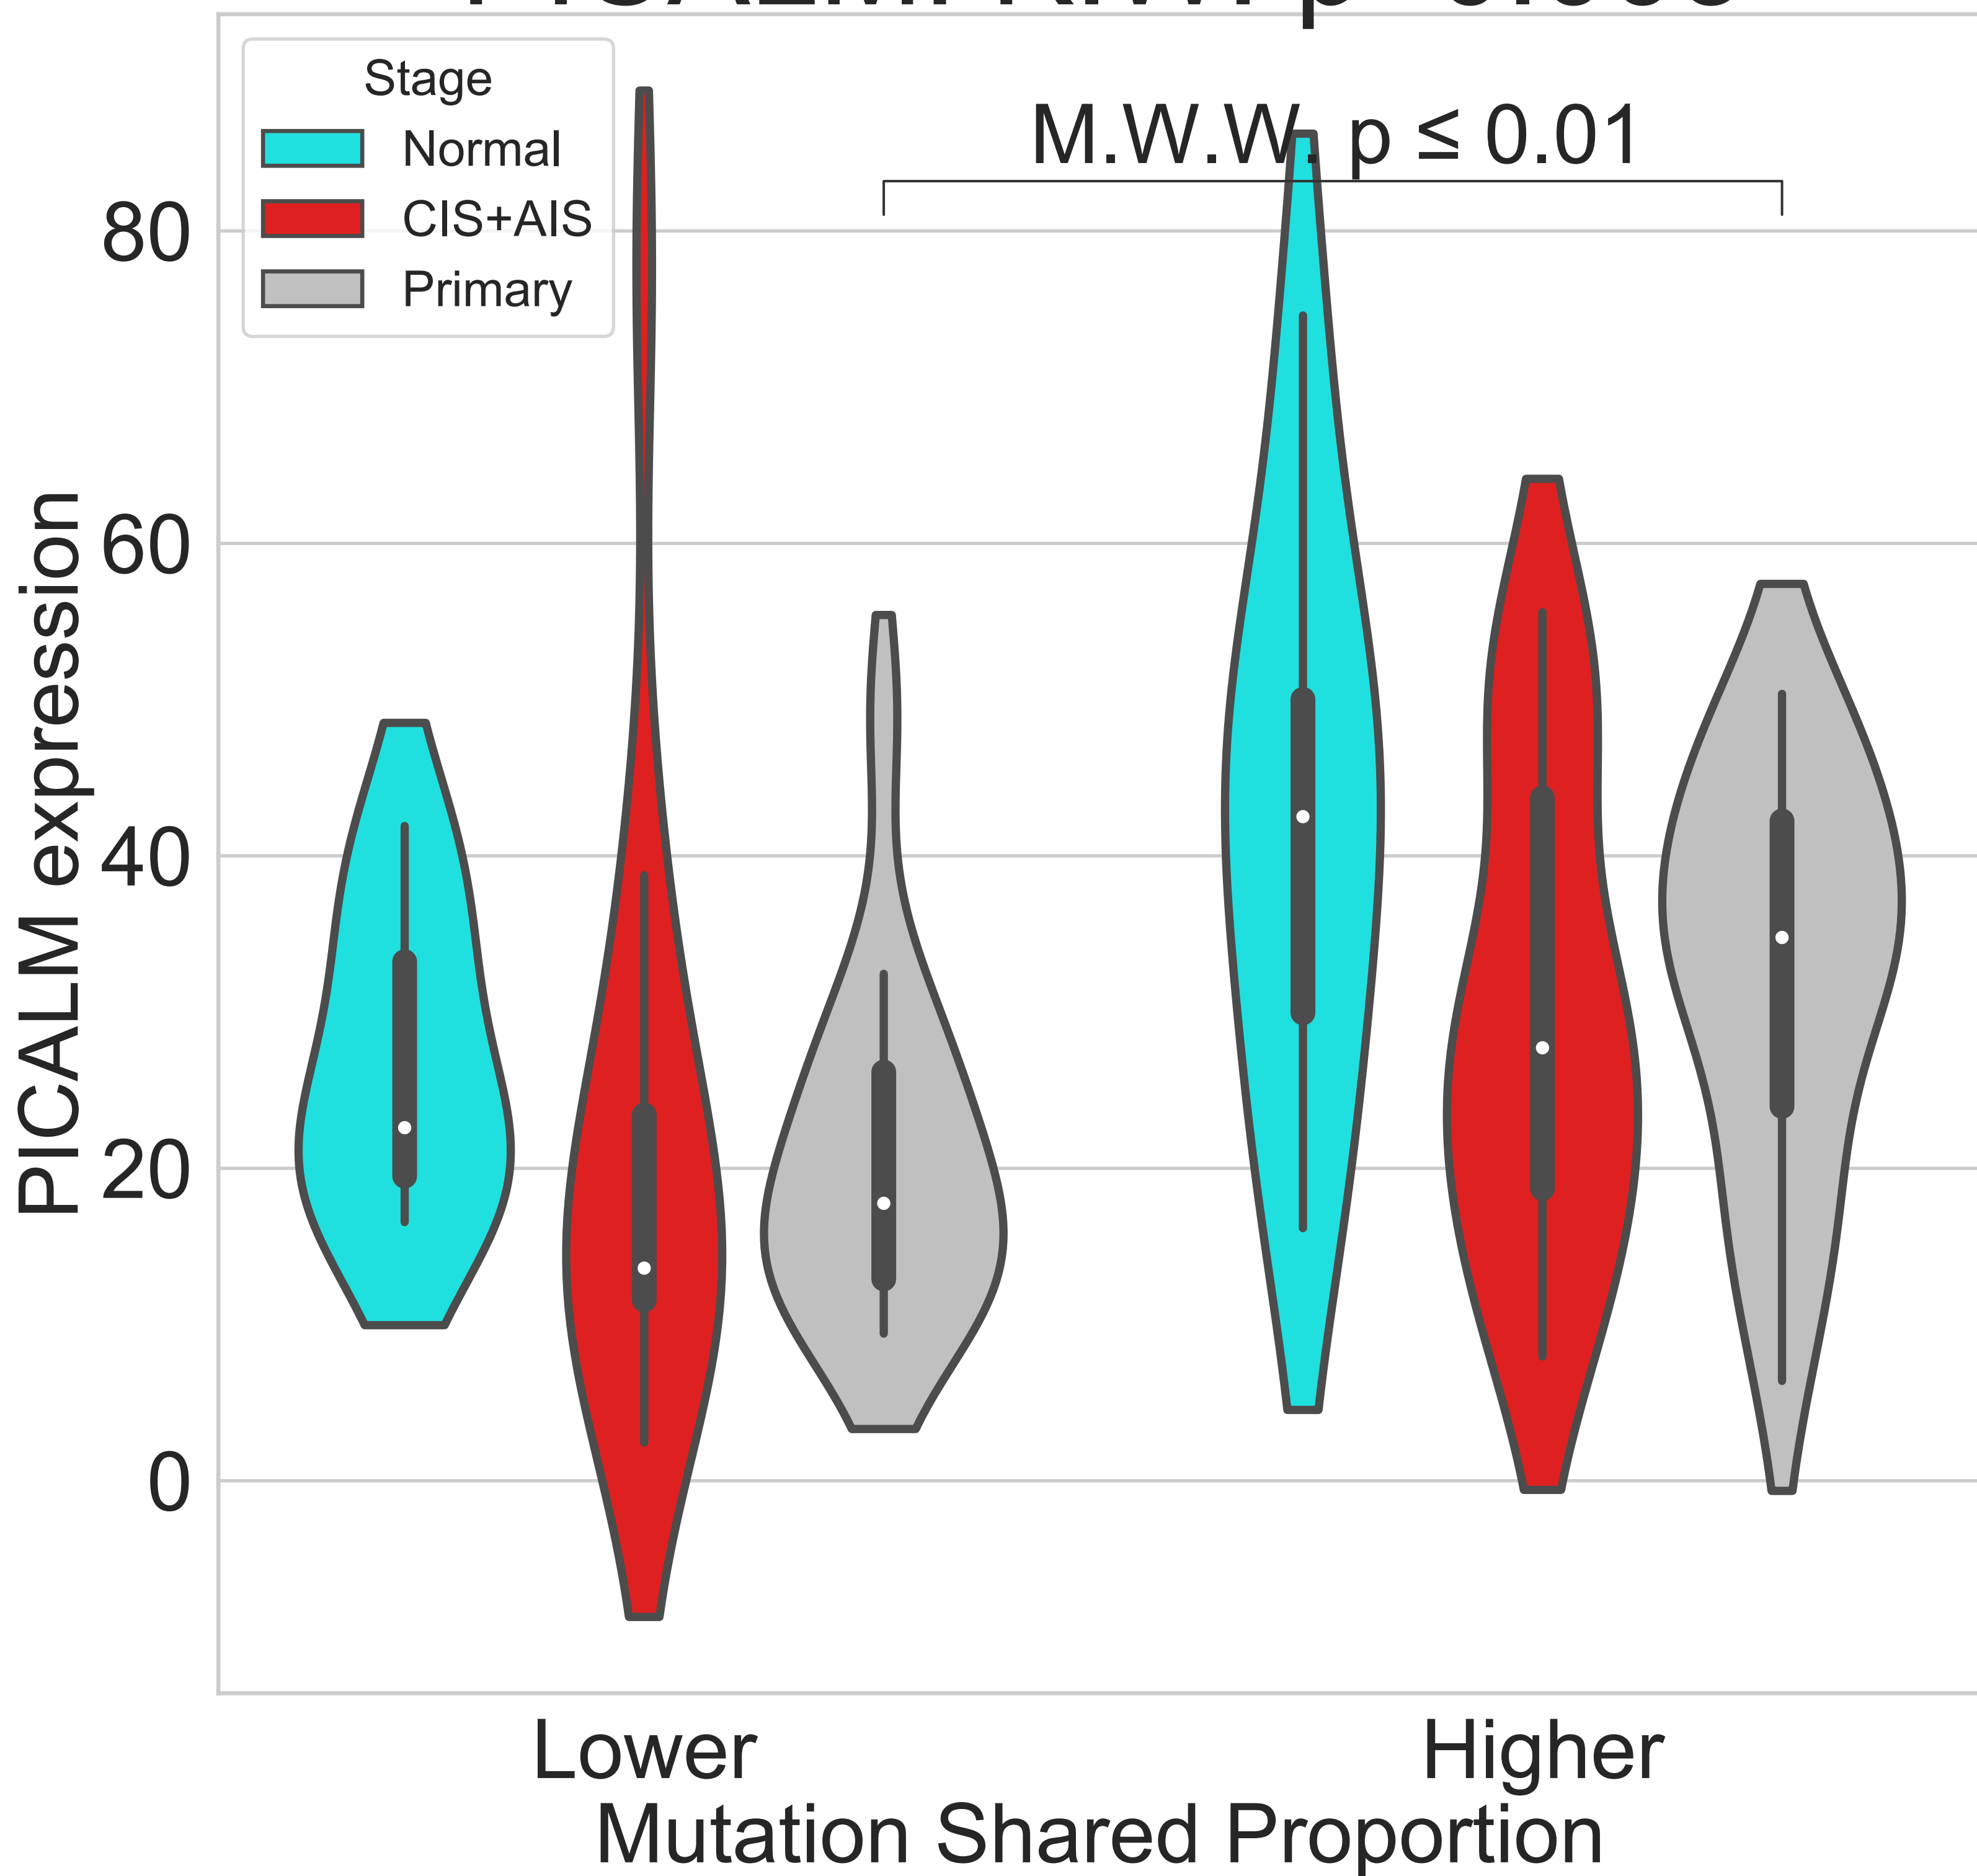 Stage
Normal
CIS+AIS
Primary
M.W.W. p ≤ 0.01
80
60
40
20
0
PICALM expression
Lower
Higher
Mutation Shared Proportion